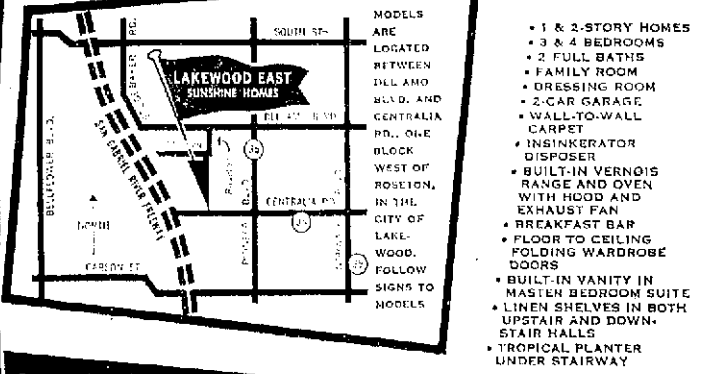 SOUTH ST.
RD.
BLVD.
LAKEWOOD EAST
SUNSHINE HOMES
DEL AMO BLVD.
SAN GABRIEL RIVER FREEWAY
BELLFLOWER BLVD.
NORTH
CENTRALIA RD.
PIONEER BLVD.
CARSON ST.
MODELS
ARE
LOCATED
BETWEEN
DEL AMO
BLVD. AND
CENTRALIA
RD., ONE
BLOCK
WEST OF
ROSETON,
IN THE
CITY OF
LAKE-
WOOD.
FOLLOW
SIGNS TO
MODELS
• 1 & 2-STORY HOMES
• 3 & 4 BEDROOMS
• 2 FULL BATHS
• FAMILY ROOM
• DRESSING ROOM
• 2-CAR GARAGE
• WALL-TO-WALL
CARPET
• INSINKERATOR
DISPOSER
• BUILT-IN VERNOIS
RANGE AND OVEN
WITH HOOD AND
EXHAUST FAN
• BREAKFAST BAR
• FLOOR TO CEILING
FOLDING WARDROBE
DOORS
• BUILT-IN VANITY IN
MASTER BEDROOM SUITE
• LINEN SHELVES IN BOTH
UPSTAIR AND DOWN-
STAIR HALLS
• TROPICAL PLANTER
UNDER STAIRWAY